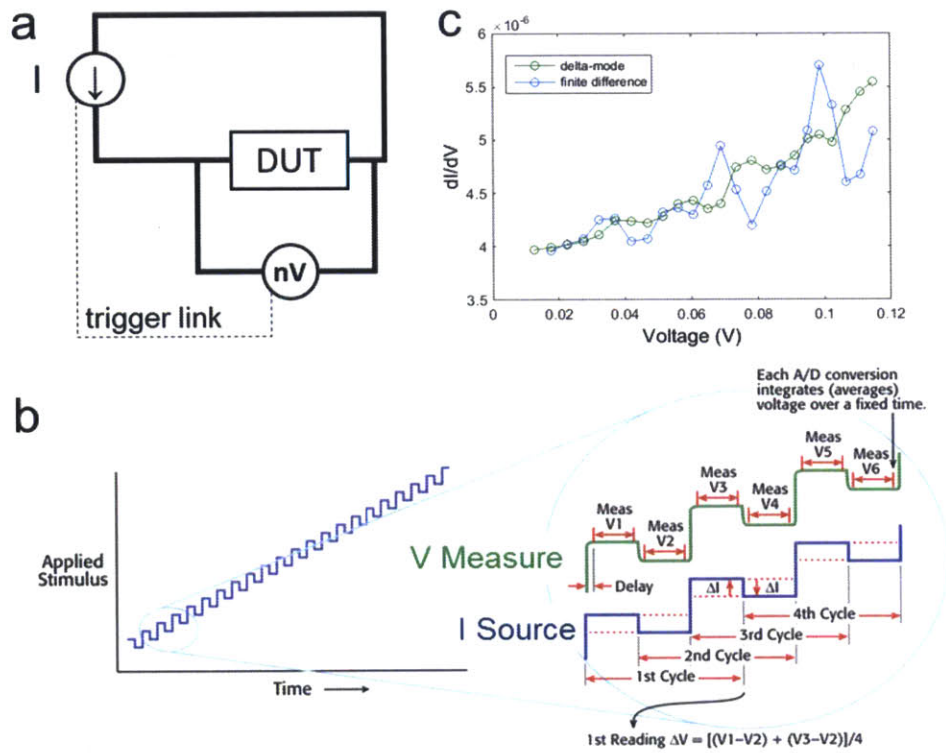 a
I
DUT
nV
trigger link
c
× 10⁻⁶
6
5.5
5
4.5
4
3.5
dI/dV
delta-mode
finite difference
0
0.02
0.04
0.06
0.08
0.1
0.12
Voltage (V)
b
Applied
Stimulus
Time
Each A/D conversion
integrates (averages)
voltage over a fixed time.
V Measure
Meas
V1
Meas
V2
Meas
V3
Meas
V4
Meas
V5
Meas
V6
Delay
I Source
ΔI
ΔI
4th Cycle
3rd Cycle
2nd Cycle
1st Cycle
1st Reading ΔV = [(V1–V2) + (V3–V2)]/4